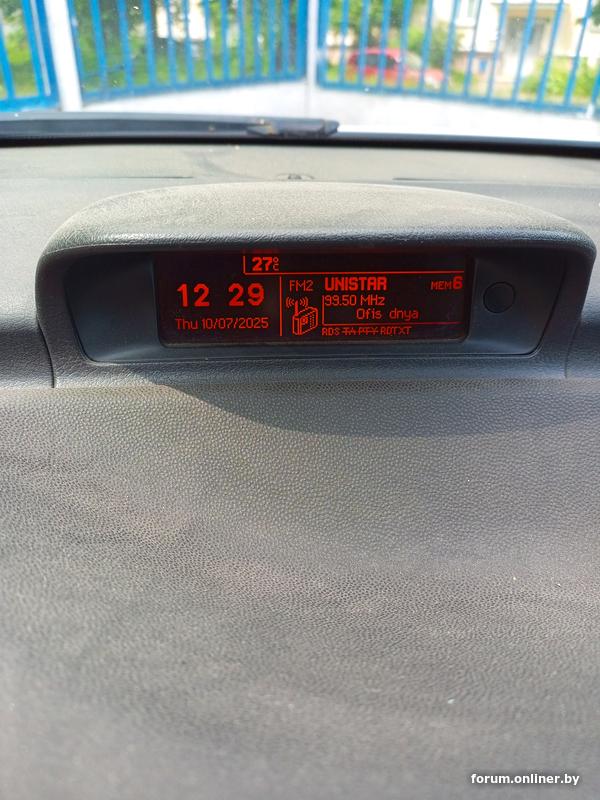 27°C
12 29
Thu 10/07/2025
FM2 UNISTAR MEM6
99.50 MHz
Ofis dnya
RDS TA PTY RDTXT
forum.onliner.by